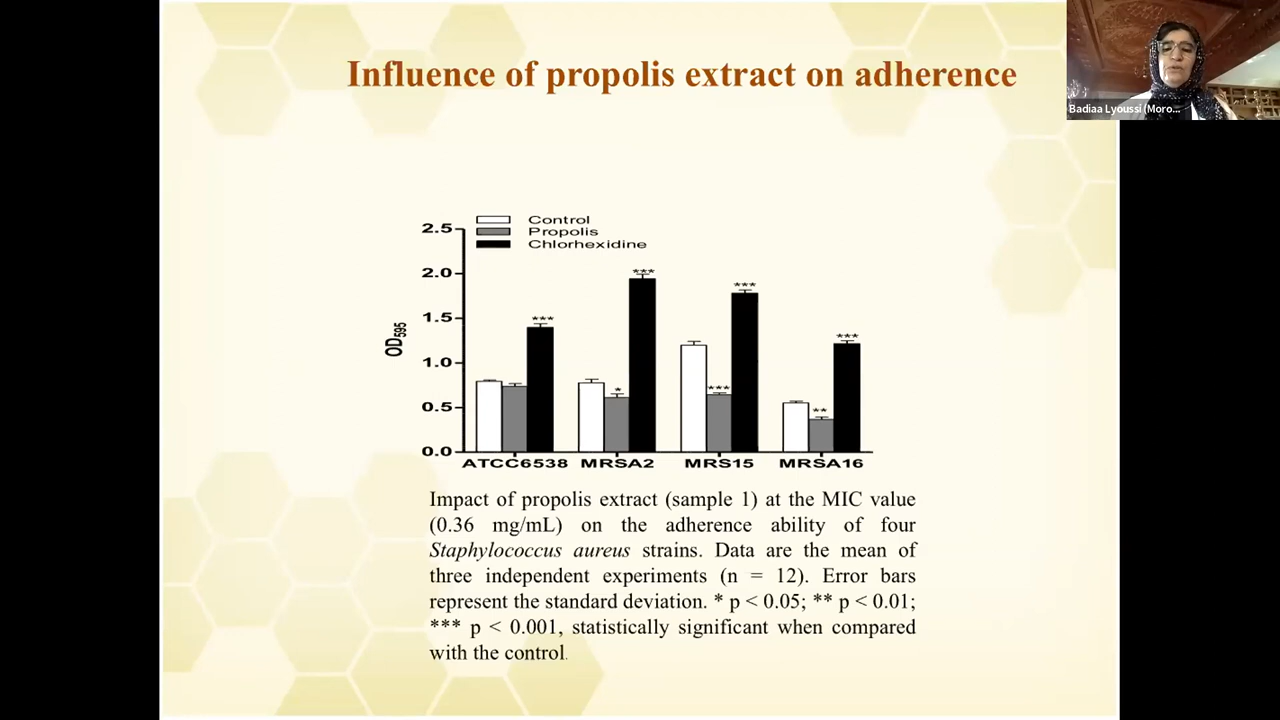 Influence of propolis extract on adherence
Badiaa Lyoussi (Moro...
Control
Propolis
Chlorhexidine
2.5
2.0
1.5
1.0
0.5
0.0
OD595
***
***
*
***
***
**
***
ATCC6538 MRSA2 MRS15 MRSA16
Impact of propolis extract (sample 1) at the MIC value
(0.36 mg/mL) on the adherence ability of four
Staphylococcus aureus strains. Data are the mean of
three independent experiments (n = 12). Error bars
represent the standard deviation. * p < 0.05; ** p < 0.01;
*** p < 0.001, statistically significant when compared
with the control.